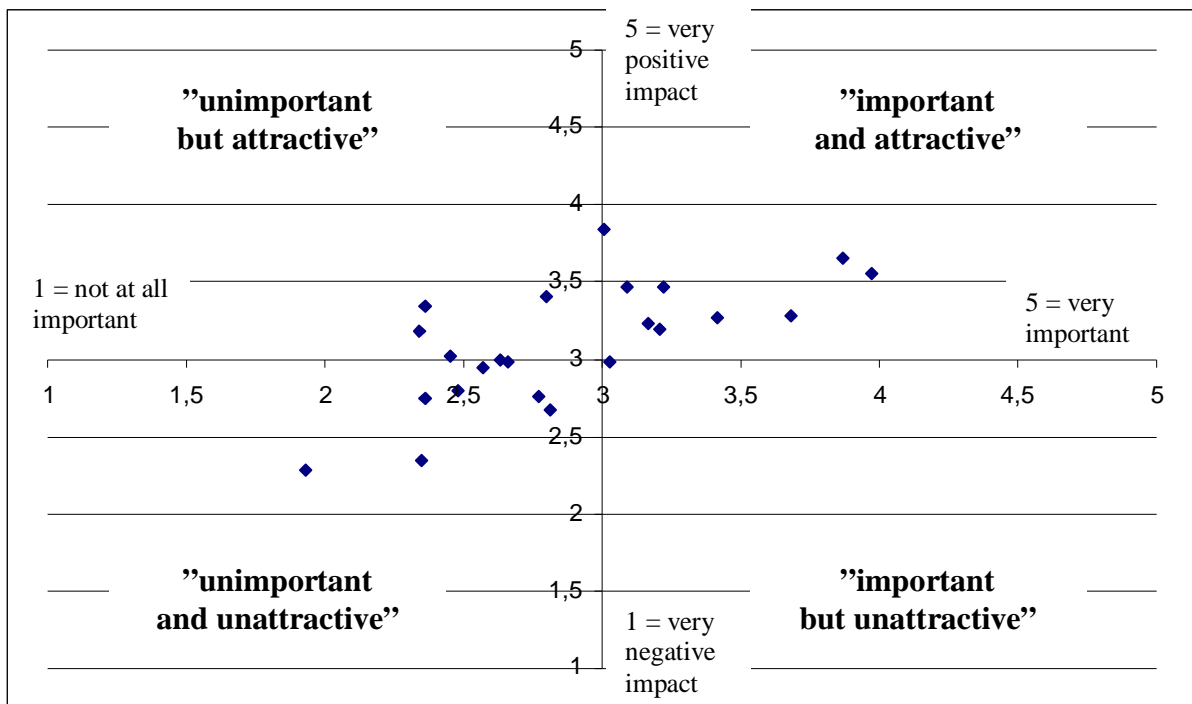 5 = very
positive
impact
5
”unimportant
but attractive”
”important
and attractive”
4,5
4
3,5
1 = not at all
important
5 = very
important
3
1 1,5 2 2,5 3 3,5 4 4,5 5
2,5
2
”unimportant
and unattractive”
”important
but unattractive”
1,5
1 = very
negative
impact
1